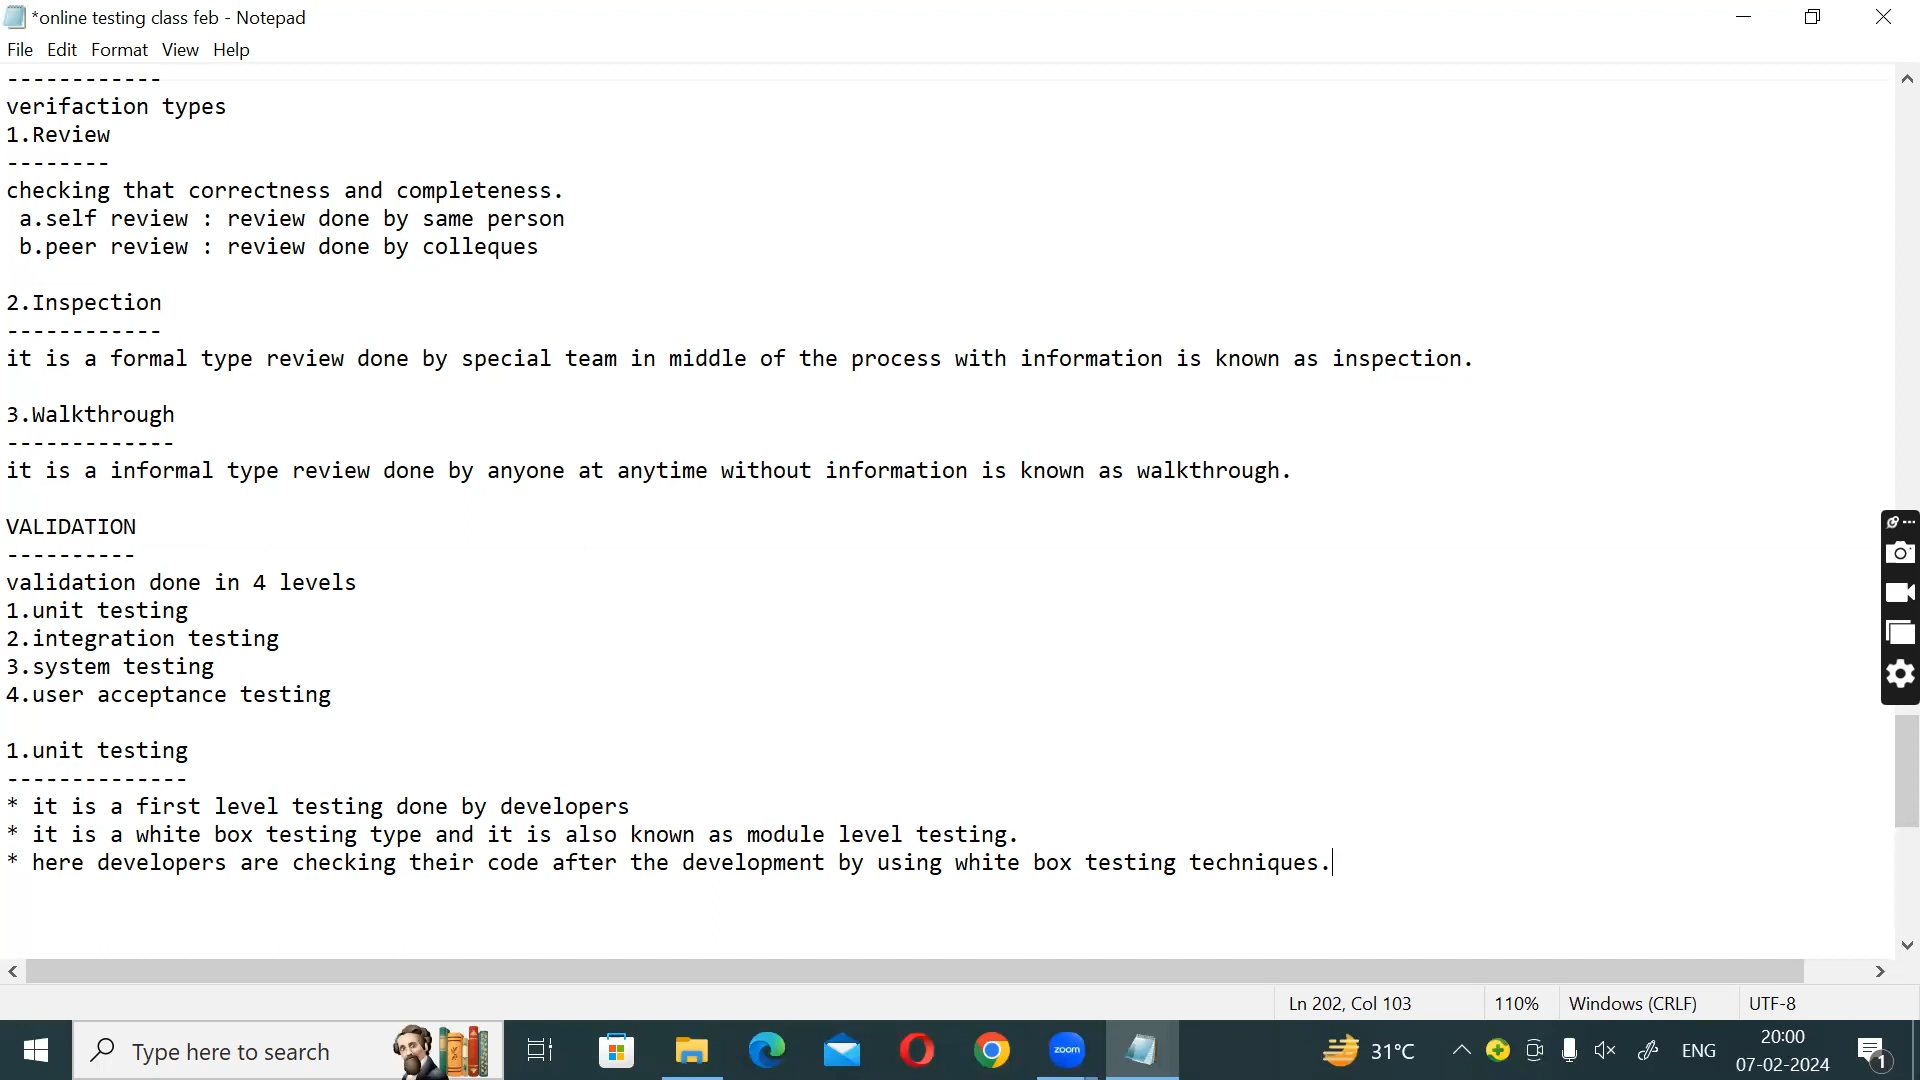 *online testing class feb - Notepad
File Edit Format View Help
------------
verifaction types
1.Review
--------
checking that correctness and completeness.
 a.self review : review done by same person
 b.peer review : review done by colleques
2.Inspection
------------
it is a formal type review done by special team in middle of the process with information is known as inspection.
3.Walkthrough
-------------
it is a informal type review done by anyone at anytime without information is known as walkthrough.
VALIDATION
----------
validation done in 4 levels
1.unit testing
2.integration testing
3.system testing
4.user acceptance testing
1.unit testing
--------------
* it is a first level testing done by developers
* it is a white box testing type and it is also known as module level testing.
* here developers are checking their code after the development by using white box testing techniques.
Ln 202, Col 103 110% Windows (CRLF) UTF-8
Type here to search zoom 31°C ENG 20:00 07-02-2024 1